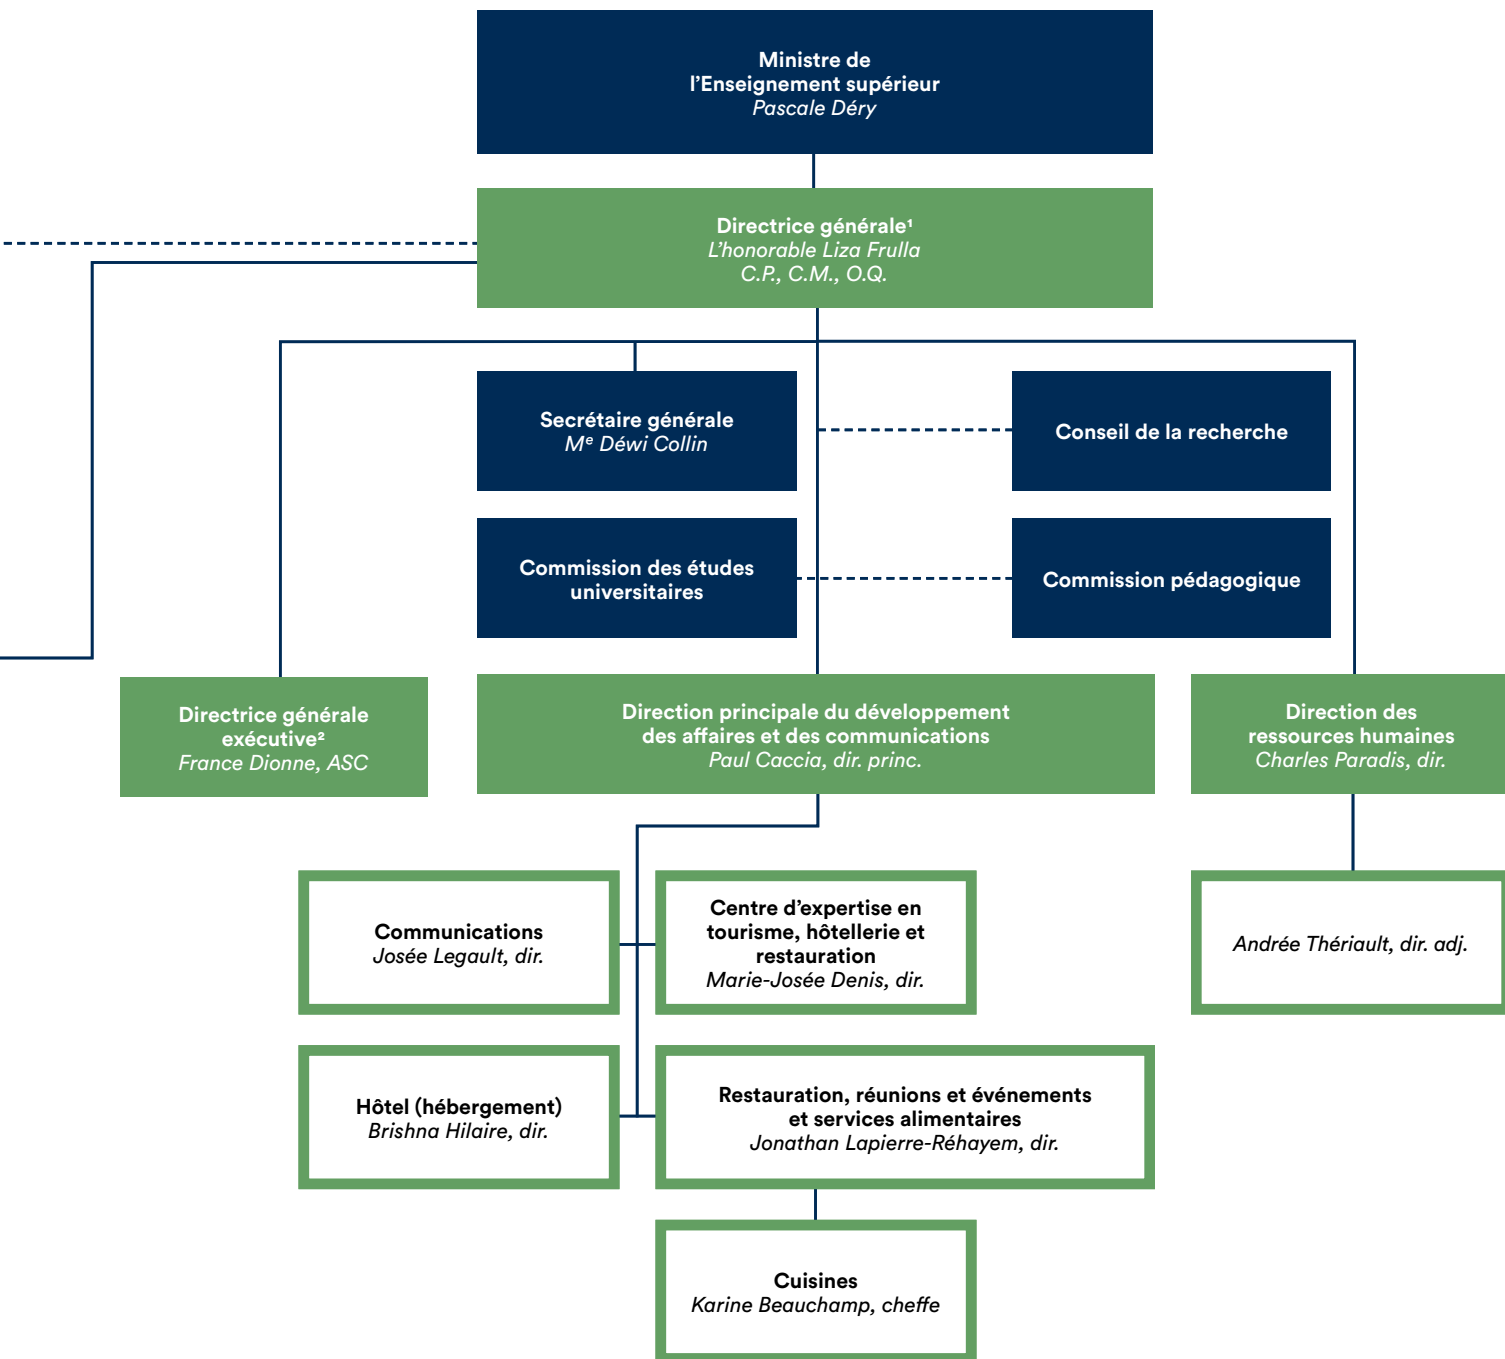 Ministre de
l’Enseignement supérieur
Pascale Déry
Directrice générale¹
L’honorable Liza Frulla
C.P., C.M., O.Q.
Secrétaire générale
Mᵉ Déwi Collin
Conseil de la recherche
Commission des études
universitaires
Commission pédagogique
Directrice générale
exécutive²
France Dionne, ASC
Direction principale du développement
des affaires et des communications
Paul Caccia, dir. princ.
Direction des
ressources humaines
Charles Paradis, dir.
Communications
Josée Legault, dir.
Centre d’expertise en
tourisme, hôtellerie et
restauration
Marie-Josée Denis, dir.
Andrée Thériault, dir. adj.
Hôtel (hébergement)
Brishna Hilaire, dir.
Restauration, réunions et événements
et services alimentaires
Jonathan Lapierre-Réhayem, dir.
Cuisines
Karine Beauchamp, cheffe